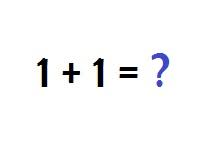 1 + 1 = ?